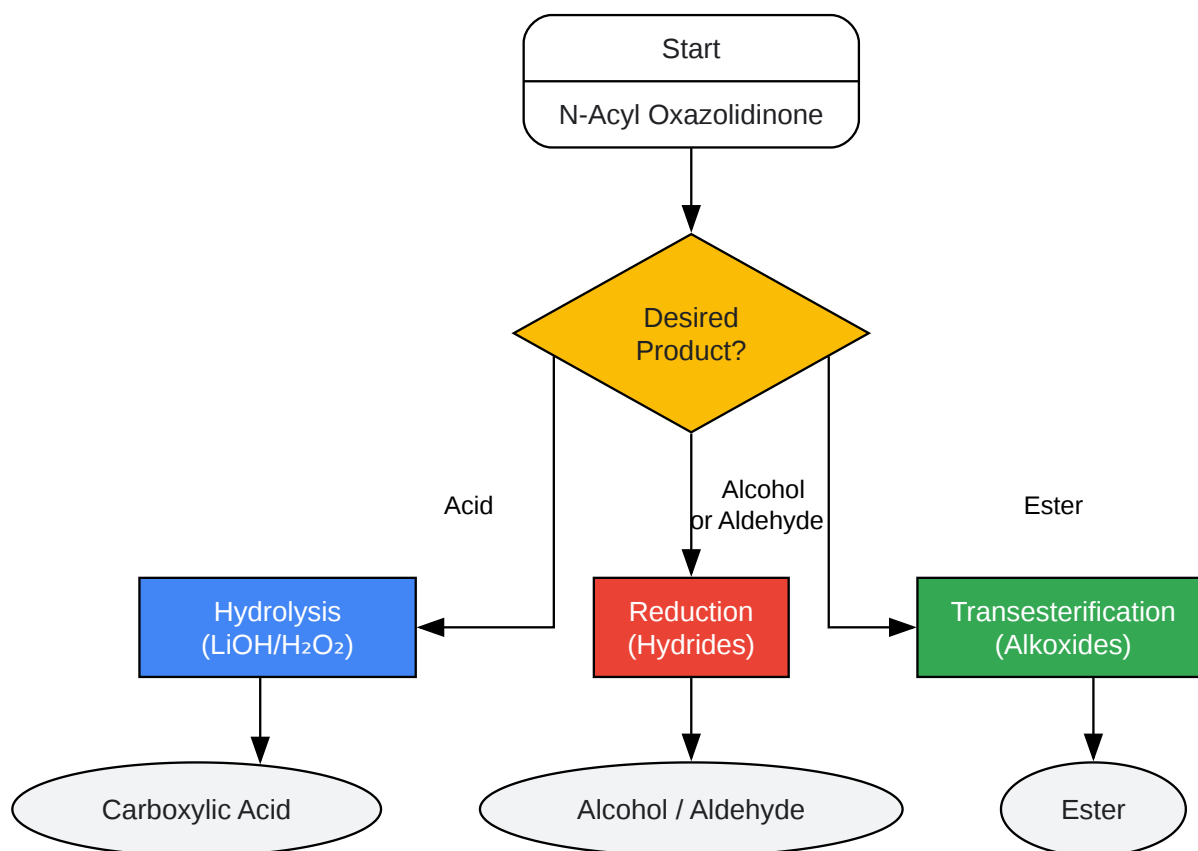 Start
N-Acyl Oxazolidinone
Desired
Product?
Acid
Alcohol
or Aldehyde
Ester
Hydrolysis
(LiOH/H₂O₂)
Reduction
(Hydrides)
Transesterification
(Alkoxides)
Carboxylic Acid
Alcohol / Aldehyde
Ester